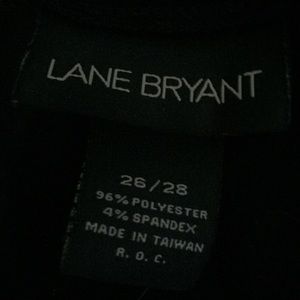 LANE BRYANT
26/28
96% POLYESTER
4% SPANDEX
MADE IN TAIWAN
R.O.C.